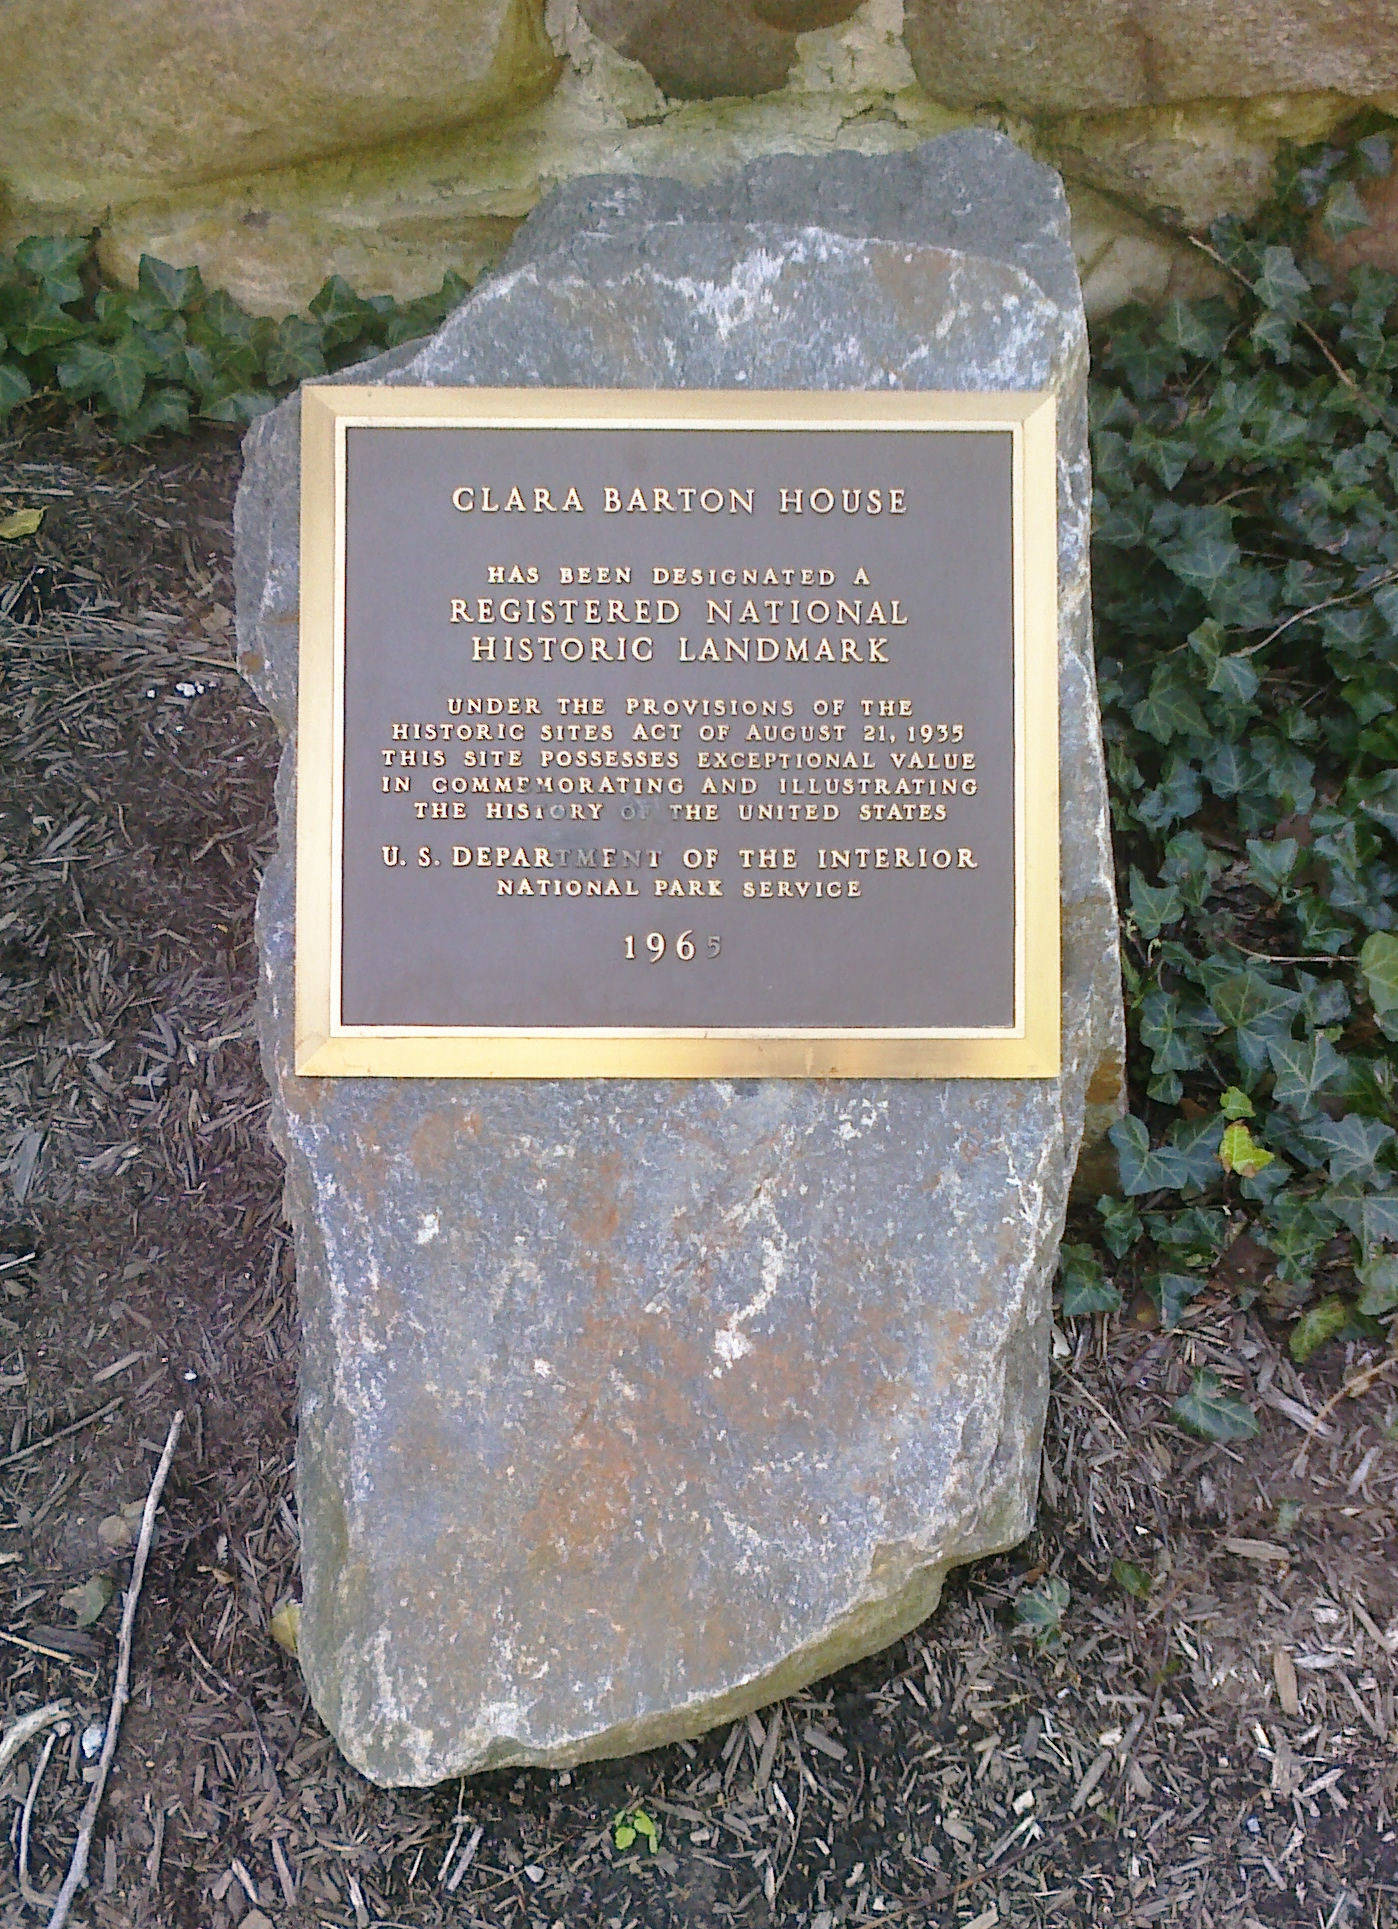 CLARA BARTON HOUSE
HAS BEEN DESIGNATED A
REGISTERED NATIONAL
HISTORIC LANDMARK
UNDER THE PROVISIONS OF THE
HISTORIC SITES ACT OF AUGUST 21, 1935
THIS SITE POSSESSES EXCEPTIONAL VALUE
IN COMMEMORATING AND ILLUSTRATING
THE HISTORY OF THE UNITED STATES
U. S. DEPARTMENT OF THE INTERIOR
NATIONAL PARK SERVICE
1965